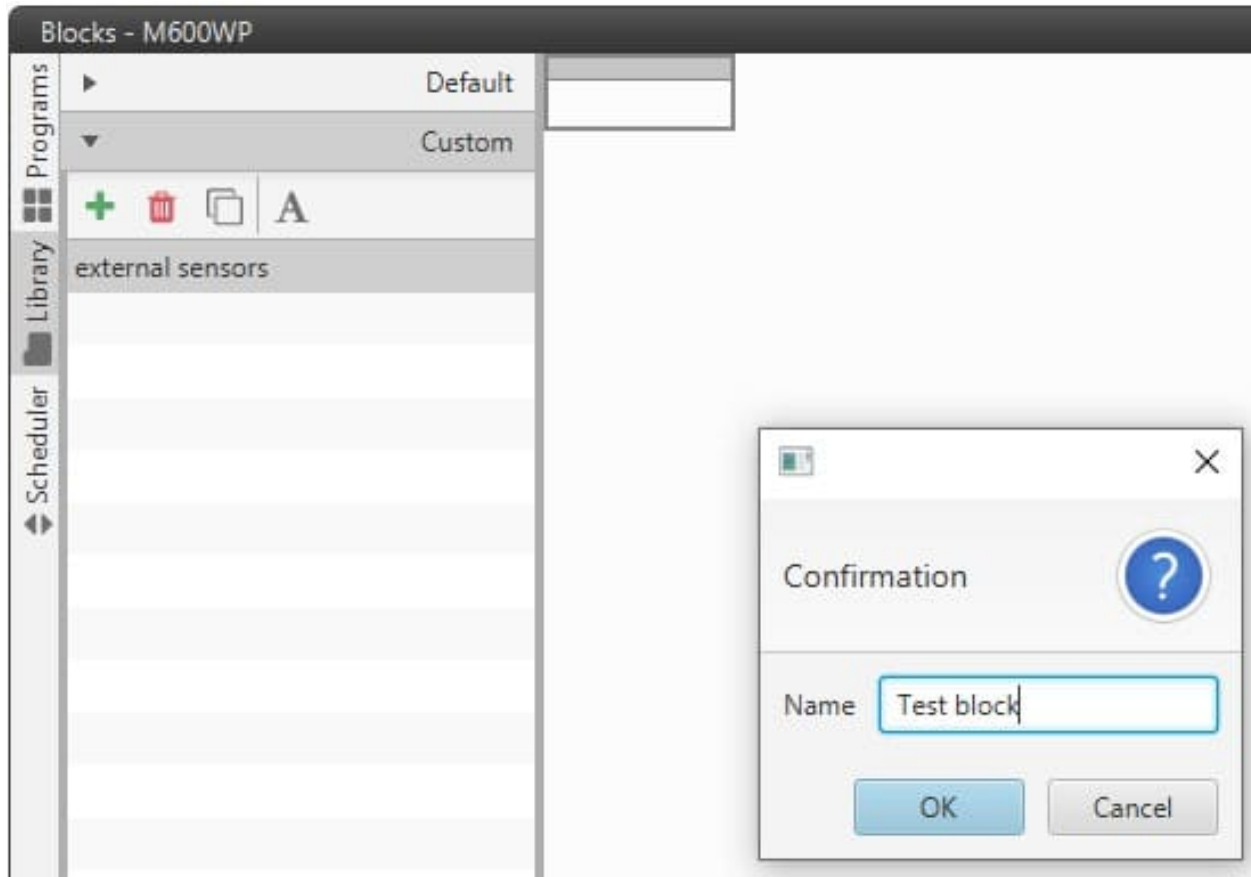 Blocks - M600WP
Programs
Library
Scheduler
Default
Custom
A
external sensors
Confirmation
?
Name
Test block
OK
Cancel